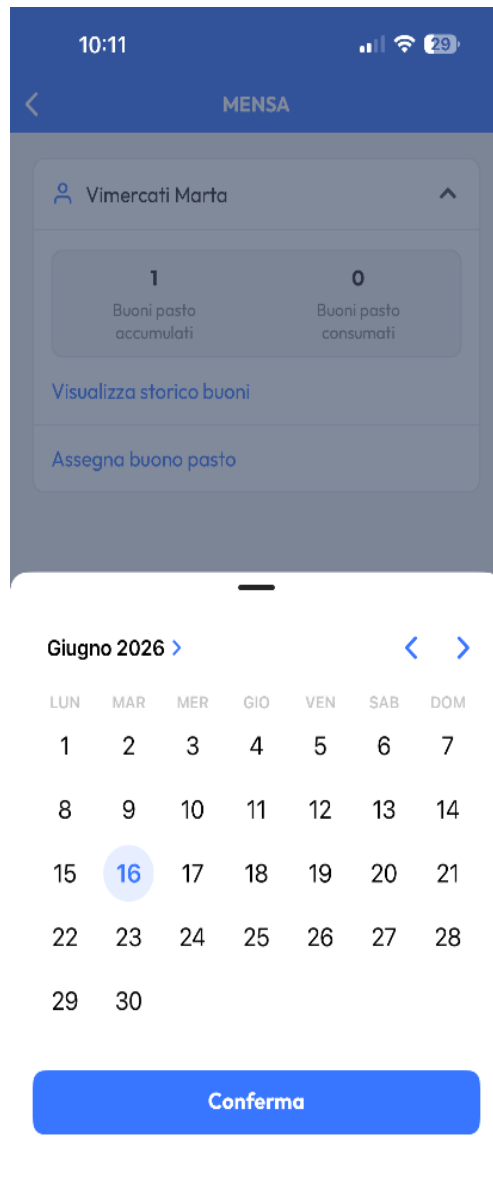 10:11
29
MENSA
Vimercati Marta
1 0
Buoni pasto accumulati Buoni pasto consumati
Visualizza storico buoni
Assegna buono pasto
Giugno 2026
LUN MAR MER GIO VEN SAB DOM
1 2 3 4 5 6 7
8 9 10 11 12 13 14
15 16 17 18 19 20 21
22 23 24 25 26 27 28
29 30
Conferma